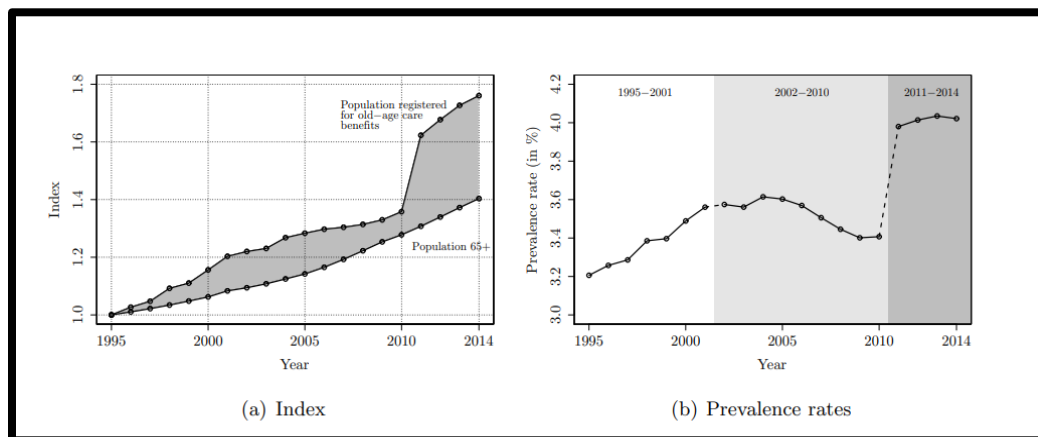 1.8
1.6
1.4
1.2
1.0
Index
Population registered
for old−age care
benefits
Population 65+
1995
2000
2010
2014
Year
(a) Index
4.2
4.0
3.8
3.6
3.4
3.2
3.0
Prevalence rate (in %)
1995−2001
2002−2010
2011−2014
1995
2000
2010
2014
Year
(b) Prevalence rates